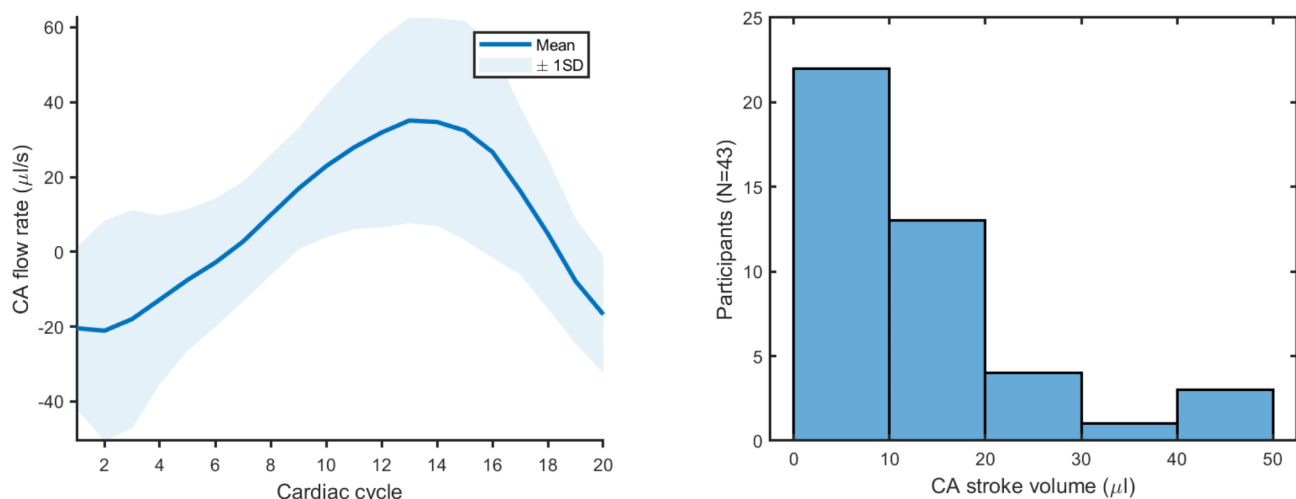 60
40
20
0
-20
-40
CA flow rate (μl/s)
Mean
± 1SD
2 4 6 8 10 12 14 16 18 20
Cardiac cycle
25
20
15
10
5
0
Participants (N=43)
0 10 20 30 40 50
CA stroke volume (μl)